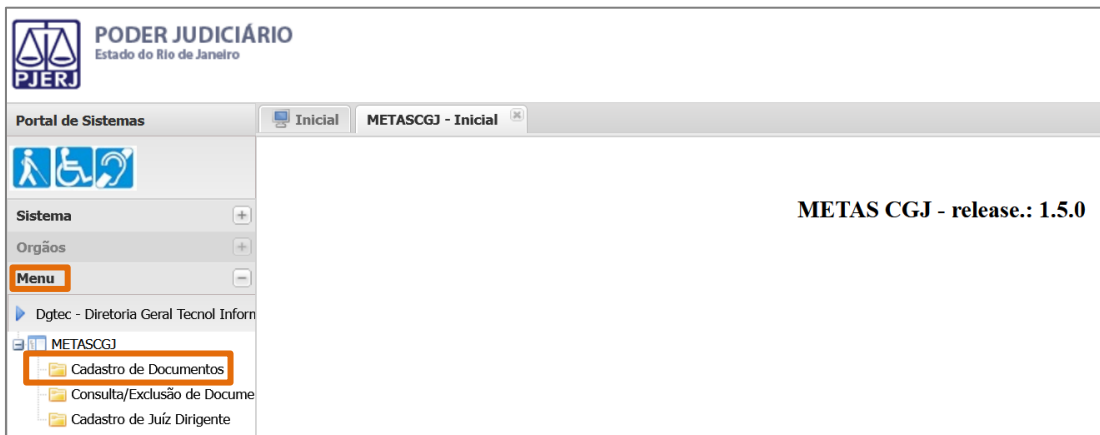 PODER JUDICIÁRIO
Estado do Rio de Janeiro
PJERJ
Portal de Sistemas
Inicial
METASCGJ - Inicial
METAS CGJ - release.: 1.5.0
Sistema
Orgãos
Menu
Dgtec - Diretoria Geral Tecnol Inforn
METASCGJ
Cadastro de Documentos
Consulta/Exclusão de Docume
Cadastro de Juíz Dirigente